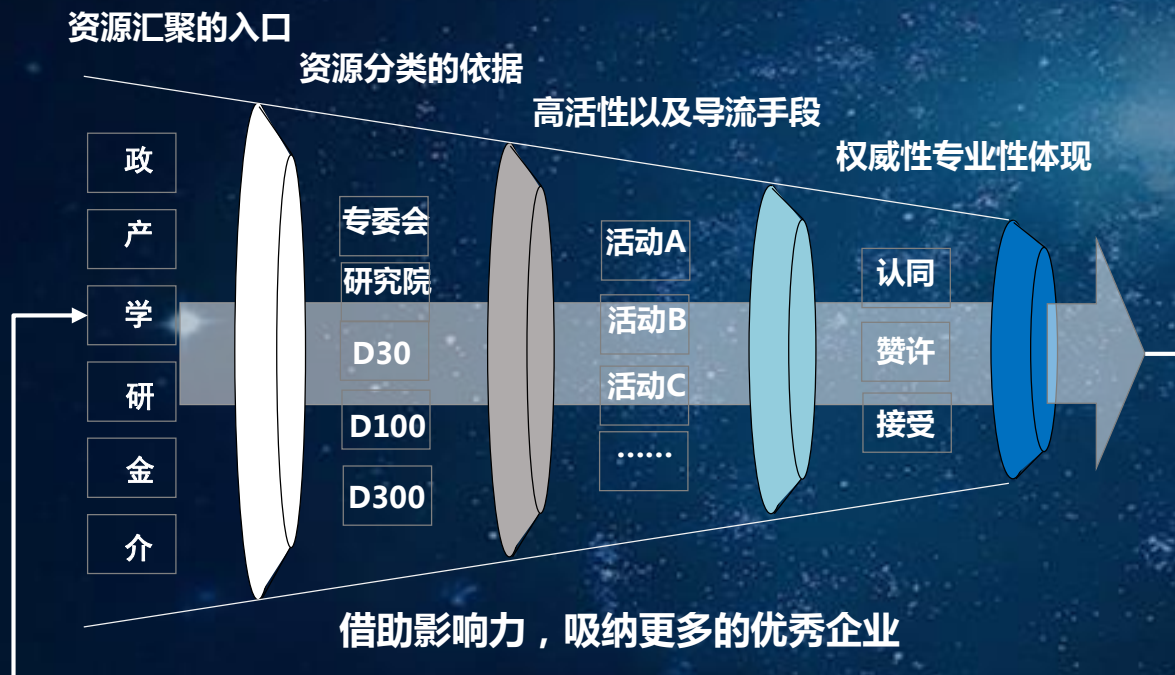 资源汇聚的入口
资源分类的依据
高活性以及导流手段
权威性专业性体现
政
产
学
研
金
介
专委会
研究院
D30
D100
D300
活动A
活动B
活动C
……
认同
赞许
接受
借助影响力，吸纳更多的优秀企业